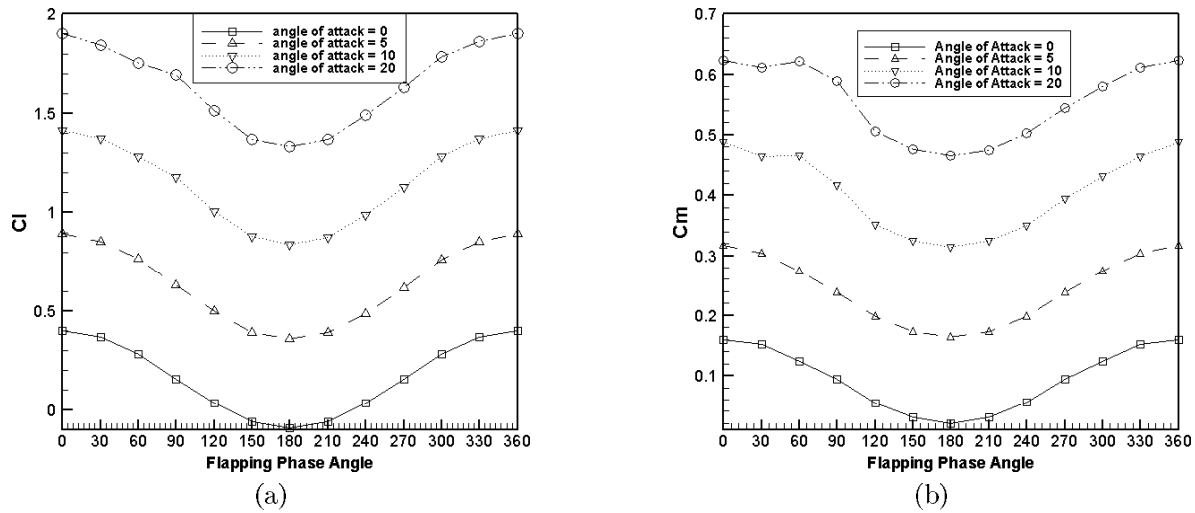 2
1.5
1
0.5
0
Cl
angle of attack = 0
angle of attack = 5
angle of attack = 10
angle of attack = 20
0 30 60 90 120 150 180 210 240 270 300 330 360
Flapping Phase Angle
(a)
0.7
0.6
0.5
0.4
0.3
0.2
0.1
Cm
Angle of Attack = 0
Angle of Attack = 5
Angle of Attack = 10
Angle of Attack = 20
0 30 60 90 120 150 180 210 240 270 300 330 360
Flapping Phase Angle
(b)